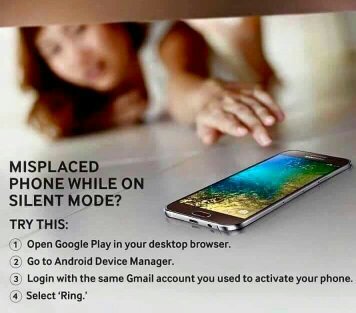 MISPLACED
PHONE WHILE ON
SILENT MODE?
TRY THIS:
1 Open Google Play in your desktop browser.
2 Go to Android Device Manager.
3 Login with the same Gmail account you used to activate your phone.
4 Select ‘Ring.’